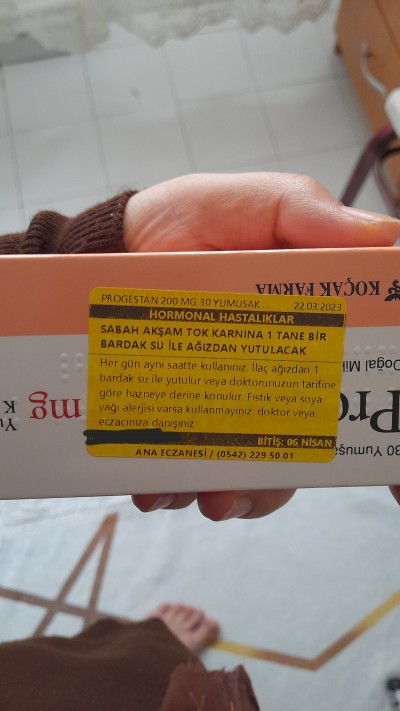 KOÇAK FARMA
PROGESTAN 200 MG 30 YUMUSAK .. 22.03.2023
HORMONAL HASTALIKLAR
SABAH AKŞAM TOK KARNINA 1 TANE BİR
BARDAK SU İLE AĞIZDAN YUTULACAK
Her gün aynı saatte kullanınız. İlaç ağızdan 1
bardak su ile yutulur veya doktorunuzun tarifine
göre hazneye derine konulur. Fıstık veya soya
yağı alerjisi varsa kullanmayınız, doktor veya
eczacınıza danışınız
BİTİŞ: 06 NİSAN
ANA ECZANESİ / (0542) 229 50 01
Doğal Mi
Pro
mg
30 Yumuşa
Yu
K